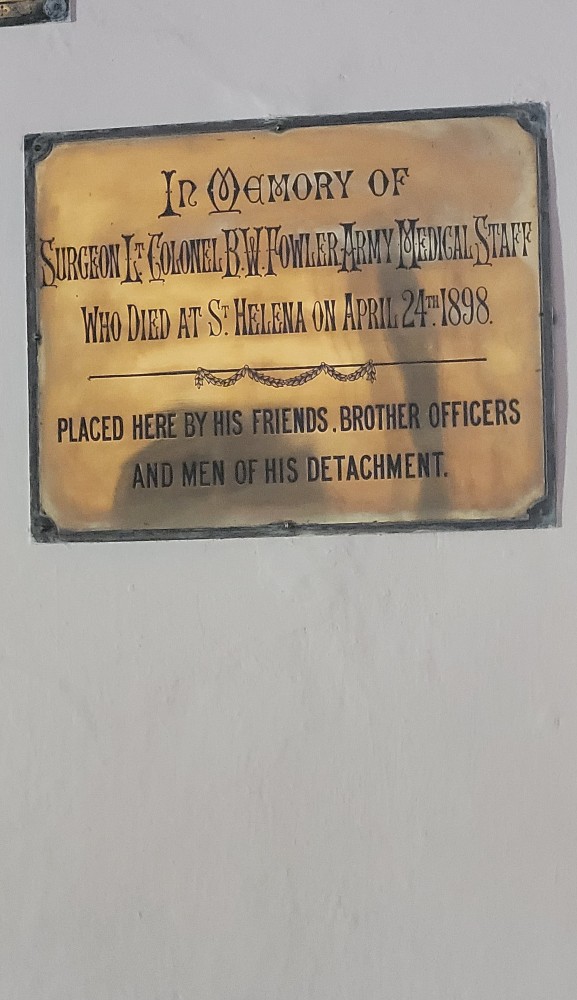 In Memory of
Surgeon Lt. Colonel B.W. Fowler Army Medical Staff
Who Died at St. Helena on April 24th 1898.
PLACED HERE BY HIS FRIENDS. BROTHER OFFICERS
AND MEN OF HIS DETACHMENT.